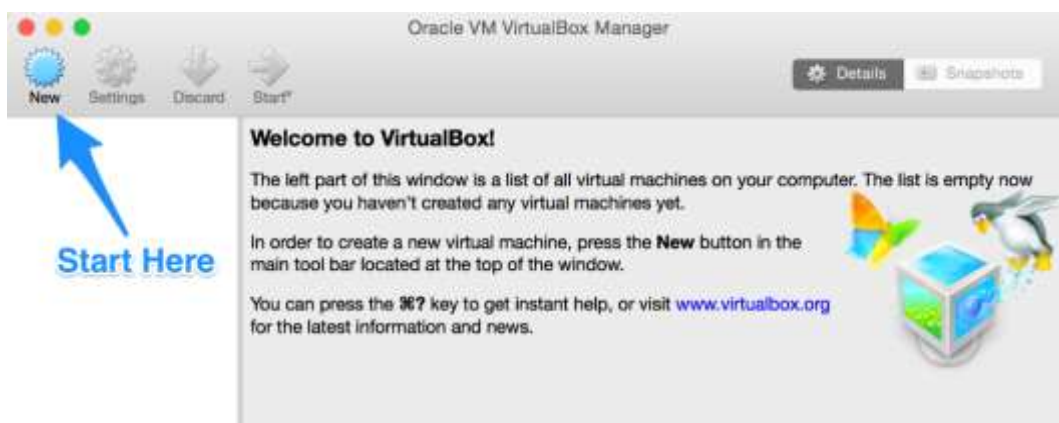 Oracle VM VirtualBox Manager
New Settings Discard Start Details Snapshots
Welcome to VirtualBox!
The left part of this window is a list of all virtual machines on your computer. The list is empty now
because you haven't created any virtual machines yet.
In order to create a new virtual machine, press the New button in the
main tool bar located at the top of the window.
Start Here
You can press the ⌘? key to get instant help, or visit www.virtualbox.org
for the latest information and news.